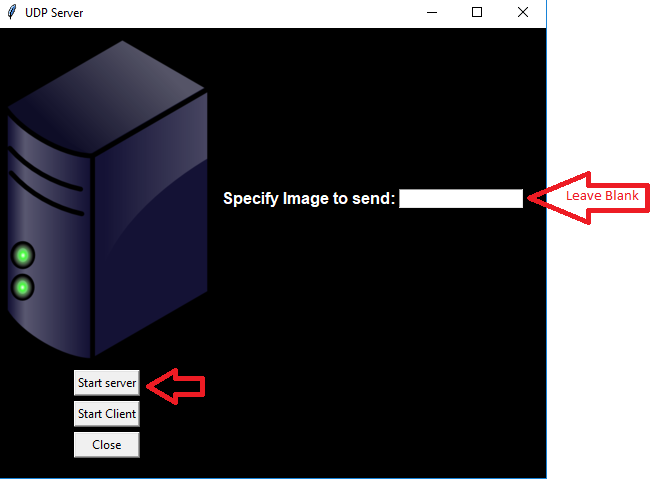 UDP Server
Specify Image to send:
Leave Blank
Start server
Start Client
Close